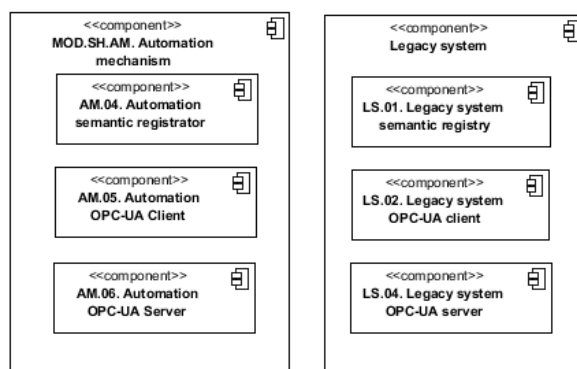 <<component>>
MOD.SH.AM. Automation
mechanism
<<component>>
AM.04. Automation
semantic registrator
<<component>>
AM.05. Automation
OPC-UA Client
<<component>>
AM.06. Automation
OPC-UA Server
<<component>>
Legacy system
<<component>>
LS.01. Legacy system
semantic registry
<<component>>
LS.02. Legacy system
OPC-UA client
<<component>>
LS.04. Legacy system
OPC-UA server